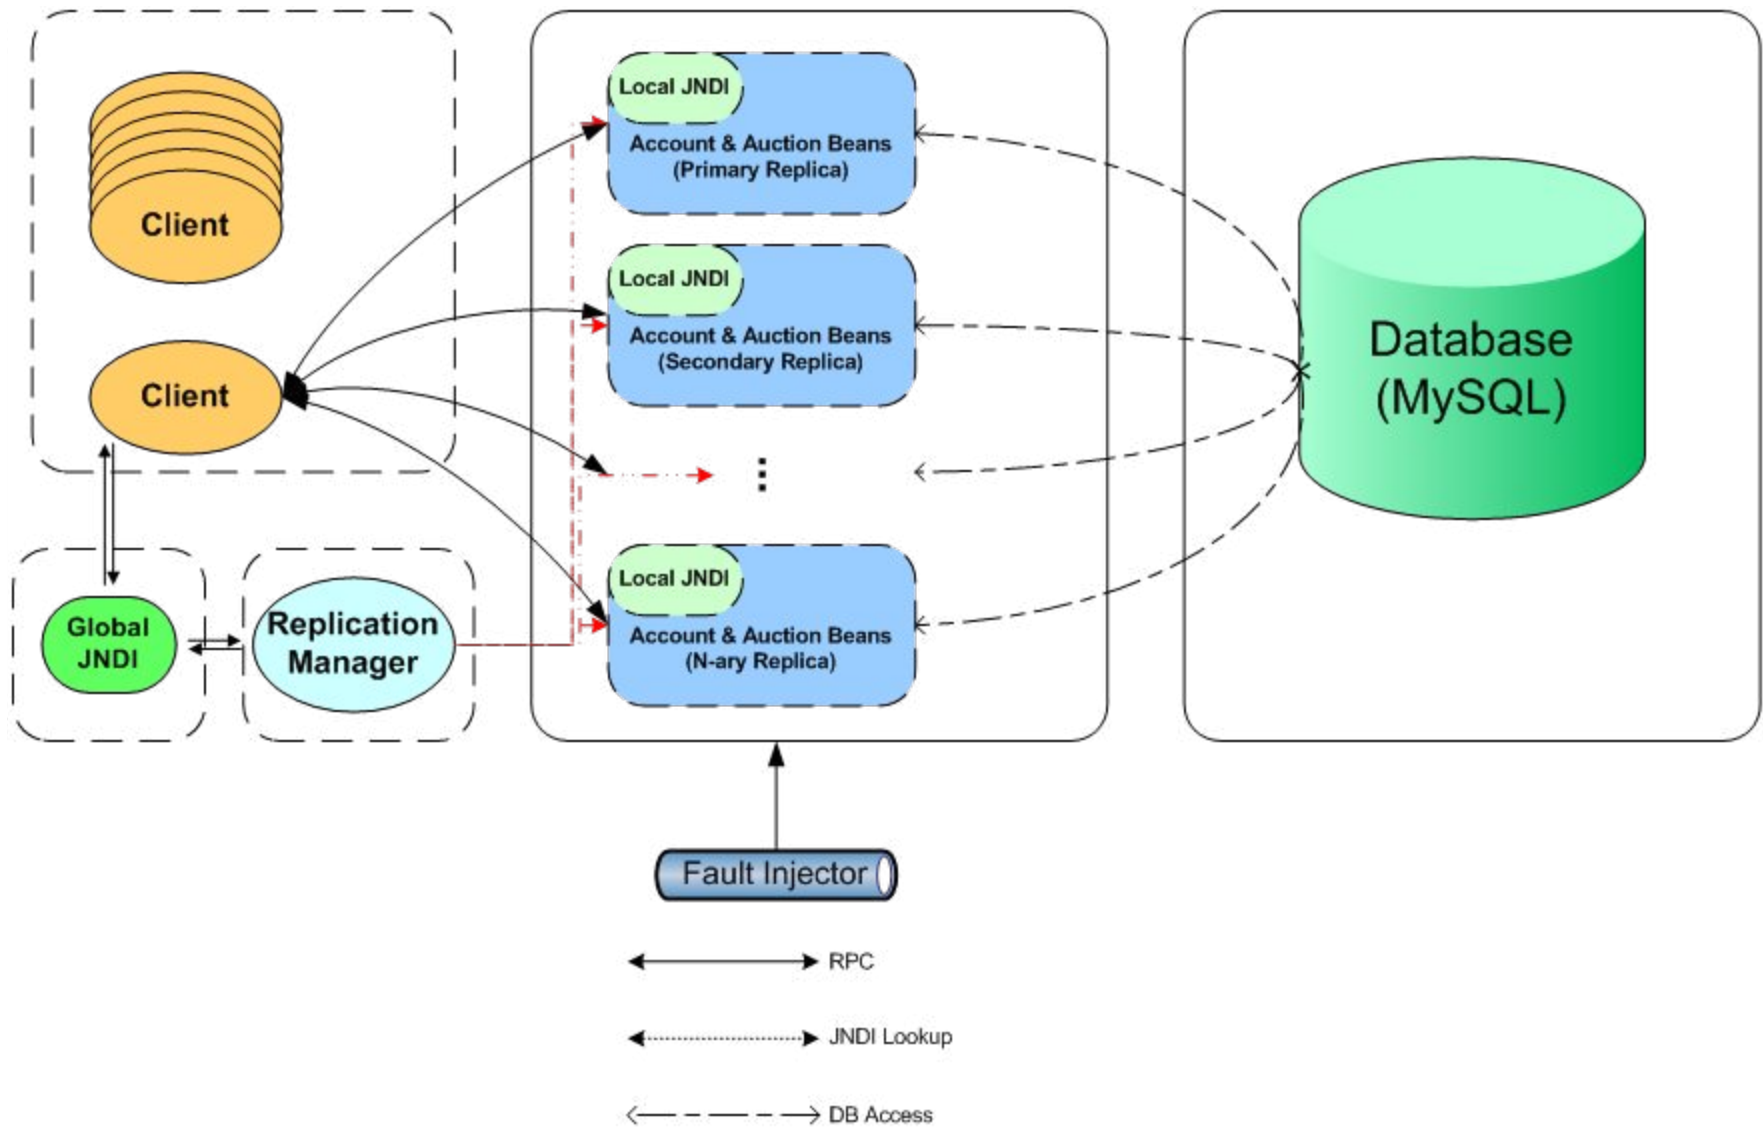 Client
Client
Global
JNDI
Replication
Manager
Local JNDI
Account & Auction Beans
(Primary Replica)
Local JNDI
Account & Auction Beans
(Secondary Replica)
Local JNDI
Account & Auction Beans
(N-ary Replica)
Database
(MySQL)
Fault Injector
RPC
JNDI Lookup
DB Access